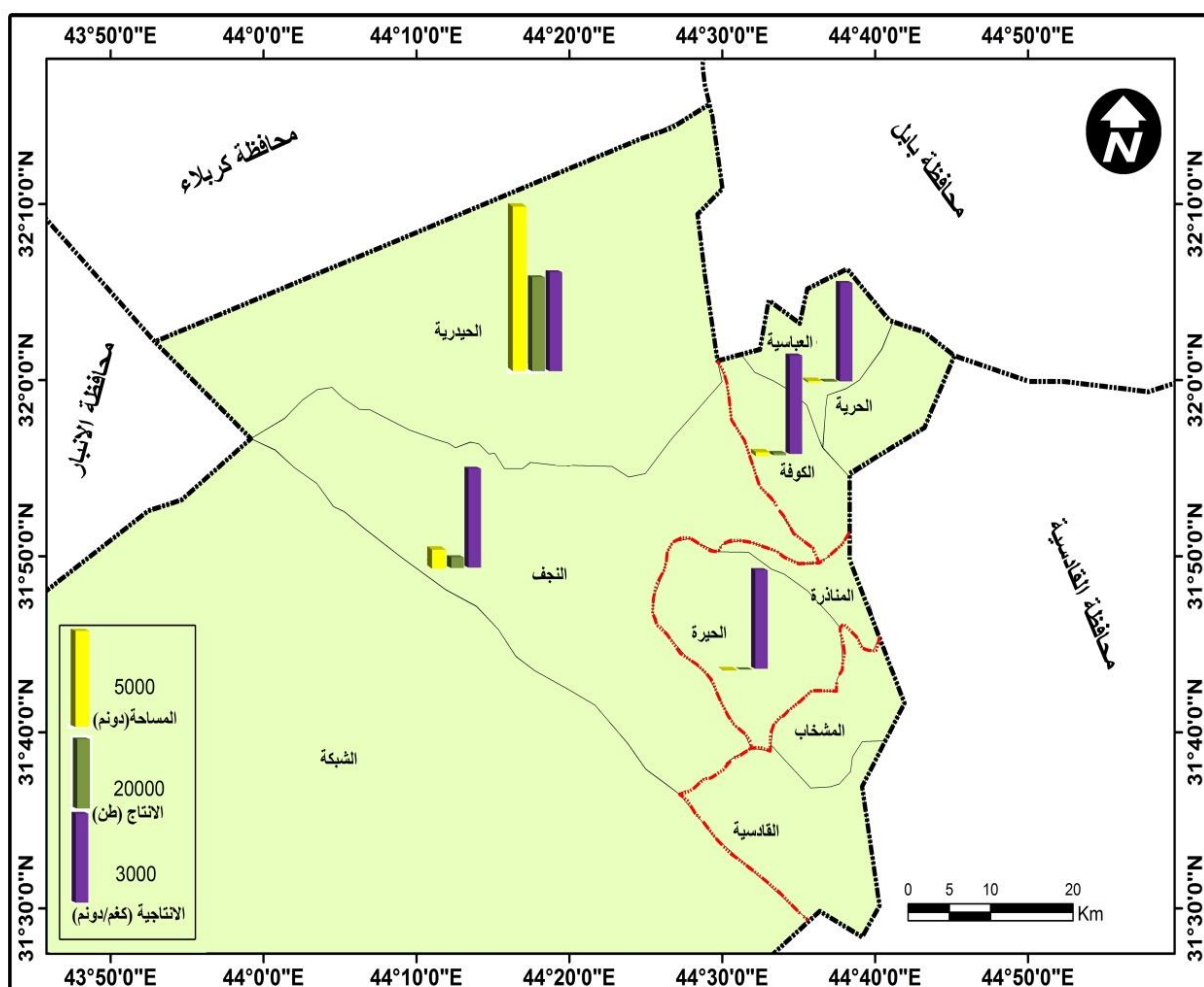 43°50'0"E 44°0'0"E 44°10'0"E 44°20'0"E 44°30'0"E 44°40'0"E 44°50'0"E
محافظة كربلاء
محافظة بابل
N
32°10'0"N 32°10'0"N
الحيدرية
العباسية
محافظة الانبار
32°0'0"N 32°0'0"N
الحرية
الكوفة
محافظة القادسية
31°50'0"N 31°50'0"N
النجف
المناذرة
الحيرة
المشخاب
31°40'0"N 31°40'0"N
الشبكة
القادسية
5000
المساحة(دونم)
20000
الانتاج (طن)
3000
الانتاجية (كغم/دونم)
0 5 10 20
Km
31°30'0"N 31°30'0"N
43°50'0"E 44°0'0"E 44°10'0"E 44°20'0"E 44°30'0"E 44°40'0"E 44°50'0"E